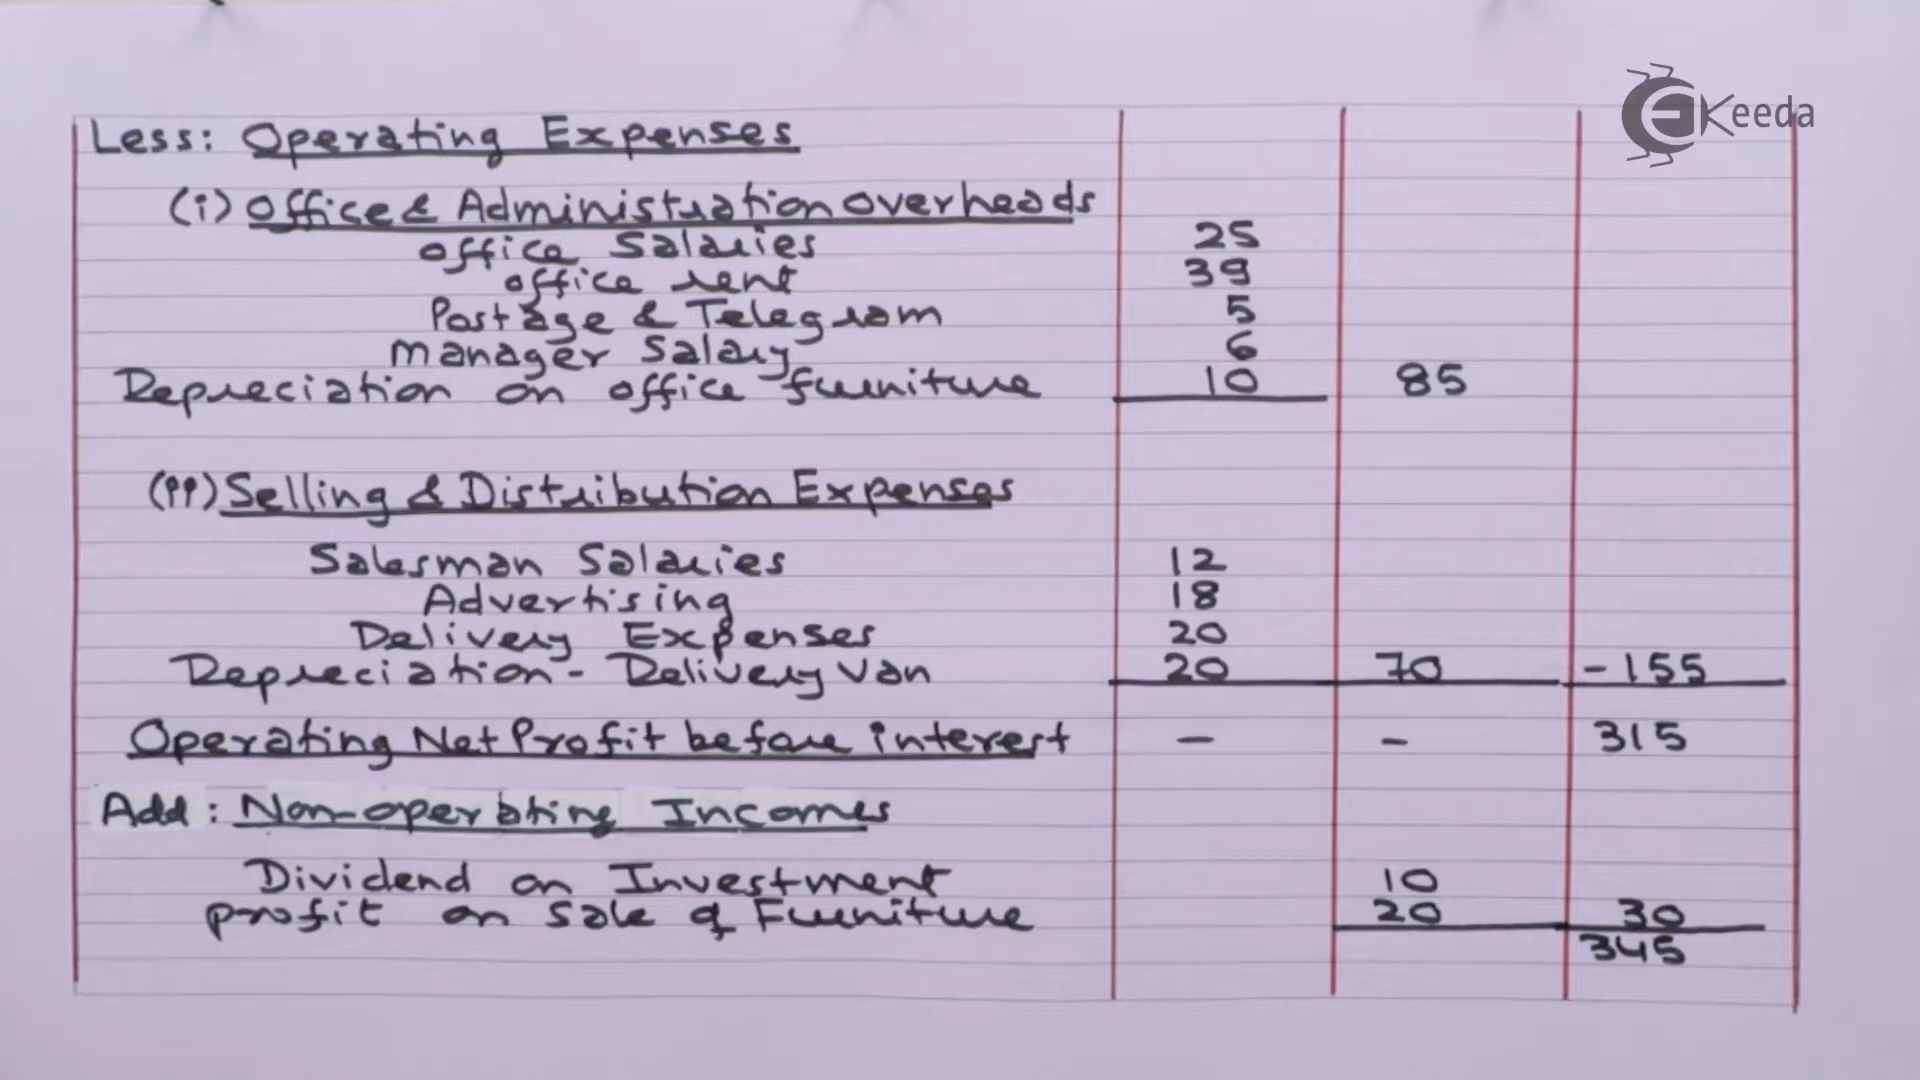 EKeeda
Less: Operating Expenses
(i) Office & Administration overheads
office Salaries 25
office rent 39
Postage & Telegram 5
Manager Salary 6
Depreciation on office furniture 10 85
(ii) Selling & Distribution Expenses
Salesman Salaries 12
Advertising 18
Delivery Expenses 20
Depreciation - Delivery Van 20 70 -155
Operating Net Profit before interest - - 315
Add: Non-operating Incomes
Dividend on Investment 10
profit on sale of Furniture 20 30
345